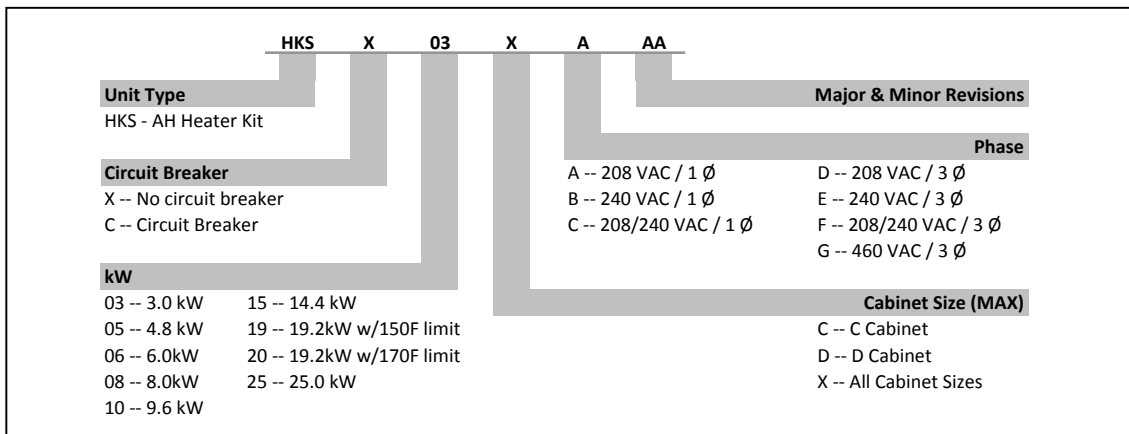 HKS X 03 X A AA
Unit Type
HKS - AH Heater Kit
Major & Minor Revisions
Phase
A -- 208 VAC / 1 Ø D -- 208 VAC / 3 Ø
B -- 240 VAC / 1 Ø E -- 240 VAC / 3 Ø
C -- 208/240 VAC / 1 Ø F -- 208/240 VAC / 3 Ø
G -- 460 VAC / 3 Ø
Circuit Breaker
X -- No circuit breaker
C -- Circuit Breaker
kW
03 -- 3.0 kW 15 -- 14.4 kW
05 -- 4.8 kW 19 -- 19.2kW w/150F limit
06 -- 6.0kW 20 -- 19.2kW w/170F limit
08 -- 8.0kW 25 -- 25.0 kW
10 -- 9.6 kW
Cabinet Size (MAX)
C -- C Cabinet
D -- D Cabinet
X -- All Cabinet Sizes